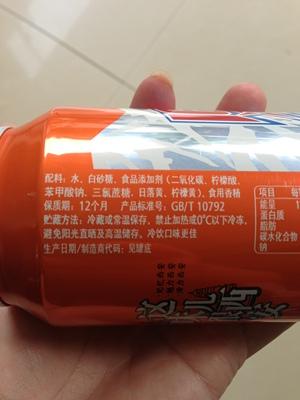 配料：水、白砂糖、食品添加剂（二氧化碳、柠檬酸、
苯甲酸钠、三氯蔗糖、日落黄、柠檬黄）、食用香精
保质期：12个月 产品标准号：GB/T 10792
贮藏方法：冷藏或常温保存，禁止加热或0℃以下冷冻，
避免阳光直晒及高温储存，冷饮口味更佳
生产日期/制造商代码：见罐底
项目
能量
蛋白质
脂肪
碳水化合物
钠